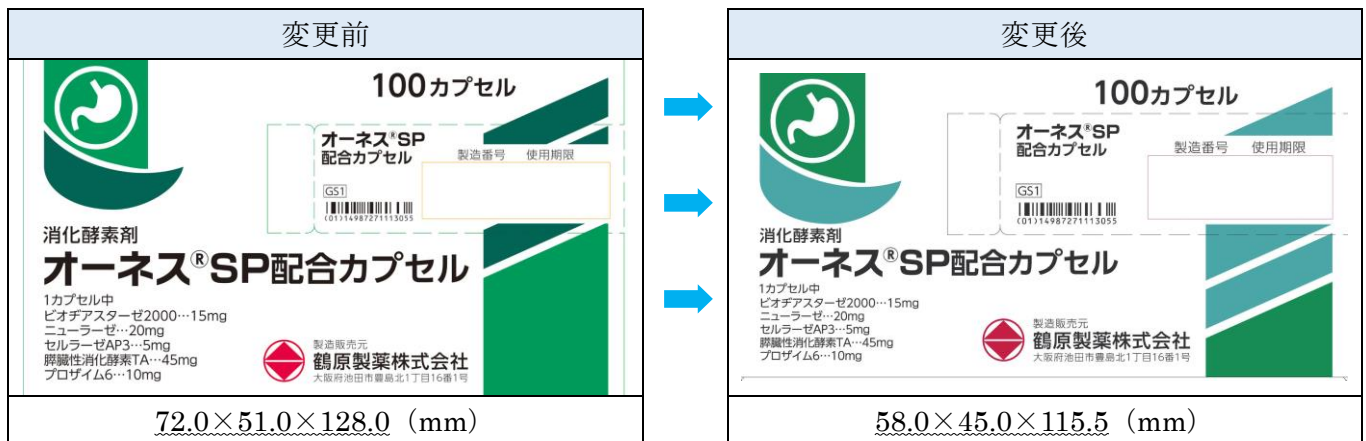 変更前
100カプセル
オーネス®SP
配合カプセル
製造番号 使用期限
GS1
(01)14987271113055
消化酵素剤
オーネス®SP配合カプセル
1カプセル中
ビオヂアスターゼ2000…15mg
ニューラーゼ…20mg
セルラーゼAP3…5mg
膵臓性消化酵素TA…45mg
プロザイム6…10mg
製造販売元
鶴原製薬株式会社
大阪府池田市豊島北1丁目16番1号
72.0×51.0×128.0（mm）
変更後
100カプセル
オーネス®SP
配合カプセル
製造番号 使用期限
GS1
(01)14987271113055
消化酵素剤
オーネス®SP配合カプセル
1カプセル中
ビオヂアスターゼ2000…15mg
ニューラーゼ…20mg
セルラーゼAP3…5mg
膵臓性消化酵素TA…45mg
プロザイム6…10mg
製造販売元
鶴原製薬株式会社
大阪府池田市豊島北1丁目16番1号
58.0×45.0×115.5（mm）